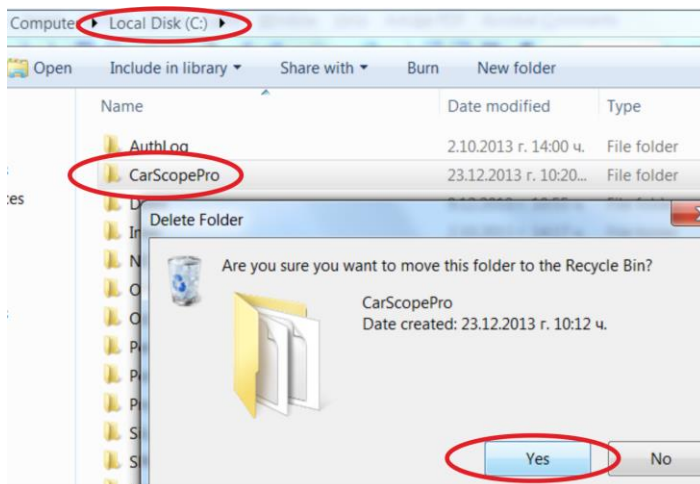 Compute ▸ Local Disk (C:) ▸
Open Include in library ▾ Share with ▾ Burn New folder
Name Date modified Type
AuthLog 2.10.2013 г. 14:00 ч. File folder
CarScopePro 23.12.2013 г. 10:20... File folder
Delete Folder
Are you sure you want to move this folder to the Recycle Bin?
CarScopePro
Date created: 23.12.2013 г. 10:12 ч.
Yes No